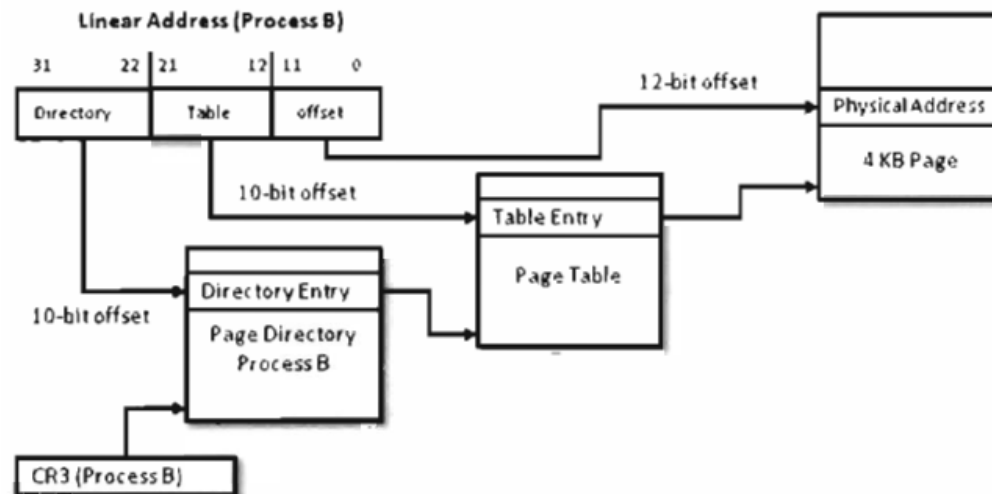 Linear Address (Process B)
31 22 21 12 11 0
Directory Table offset
12-bit offset
Physical Address
4 KB Page
10-bit offset
Table Entry
Page Table
Directory Entry
10-bit offset
Page Directory
Process B
CR3 (Process B)